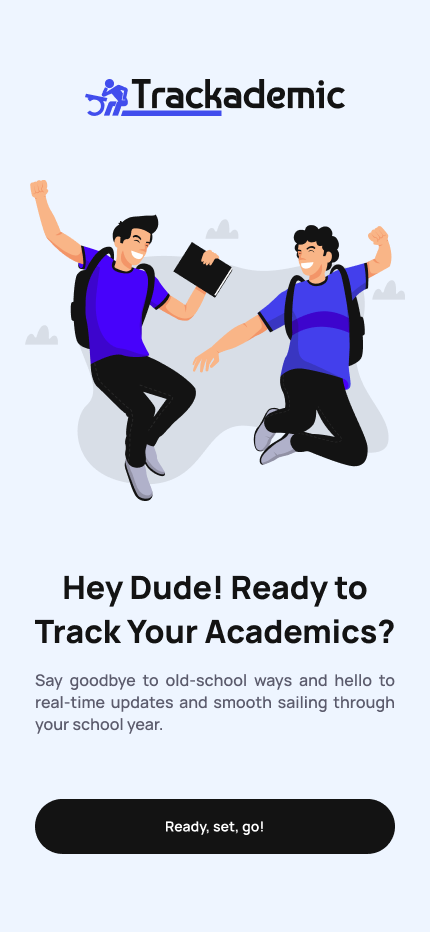 Trackademic
Hey Dude! Ready to
Track Your Academics?
Say goodbye to old-school ways and hello to
real-time updates and smooth sailing through
your school year.
Ready, set, go!